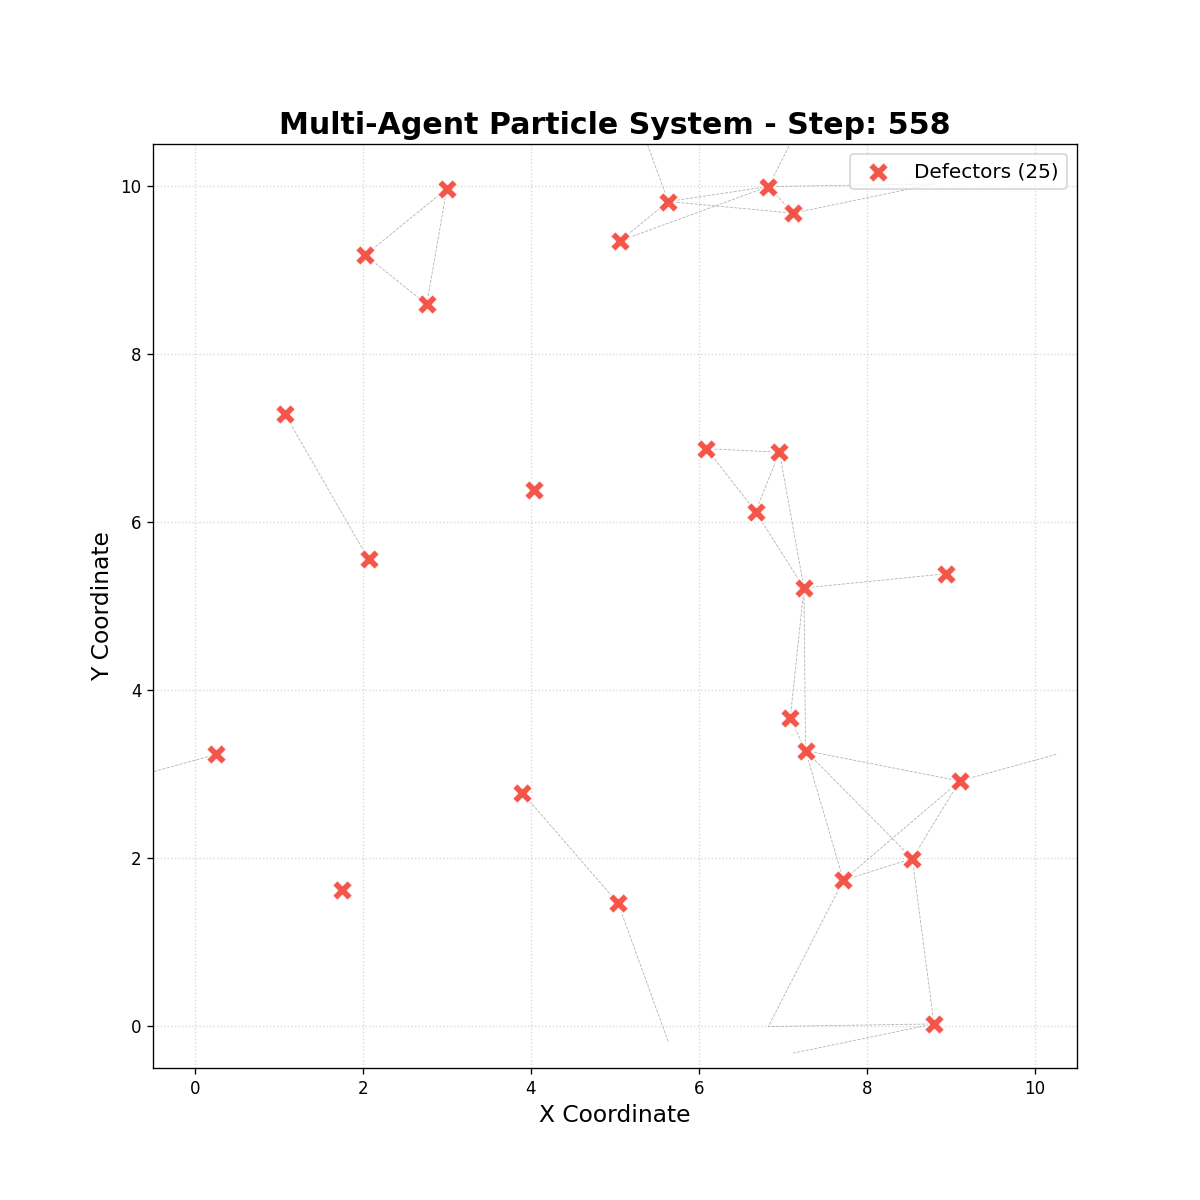 Multi-Agent Particle System - Step: 558
Defectors (25)
10
8
6
4
2
0
Y Coordinate
0 2 4 6 8 10
X Coordinate